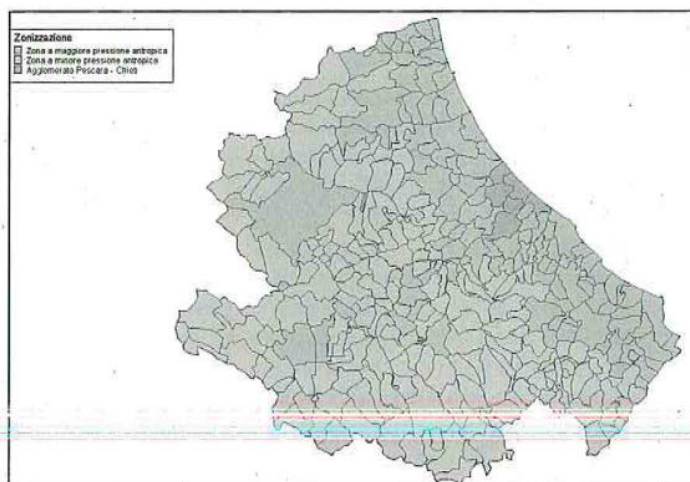 Zonizzazione
Zona a maggiore pressione antropica
Zona a minore pressione antropica
Agglomerato Pescara - Chieti